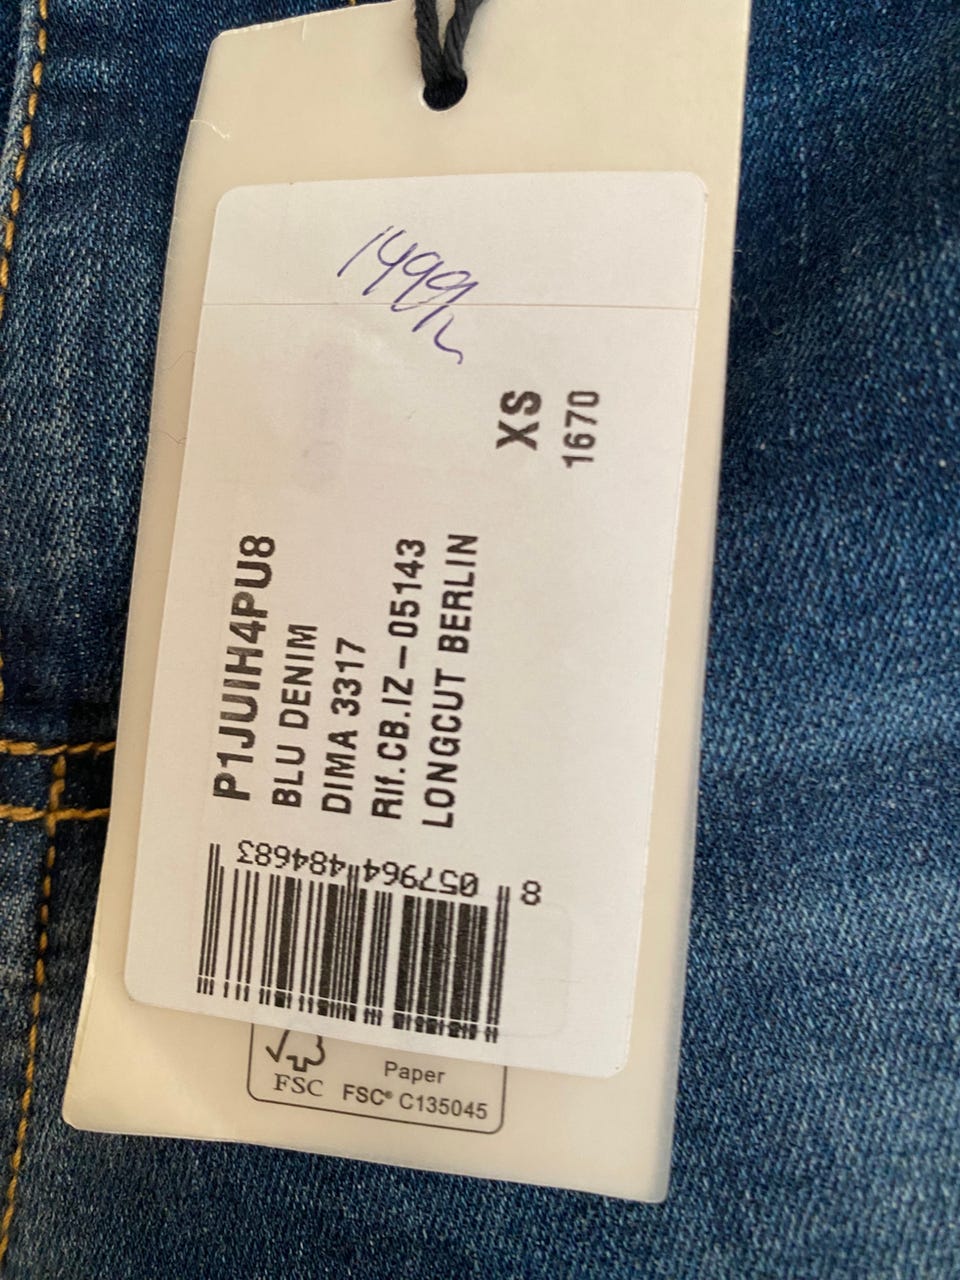 1499/2
XS
1670
P1JUIH4PU8
BLU DENIM
DIMA 3317
RIf.CB.IZ-05143
LONGCUT BERLIN
8 057964 484683
FSC
Paper
FSC® C135045